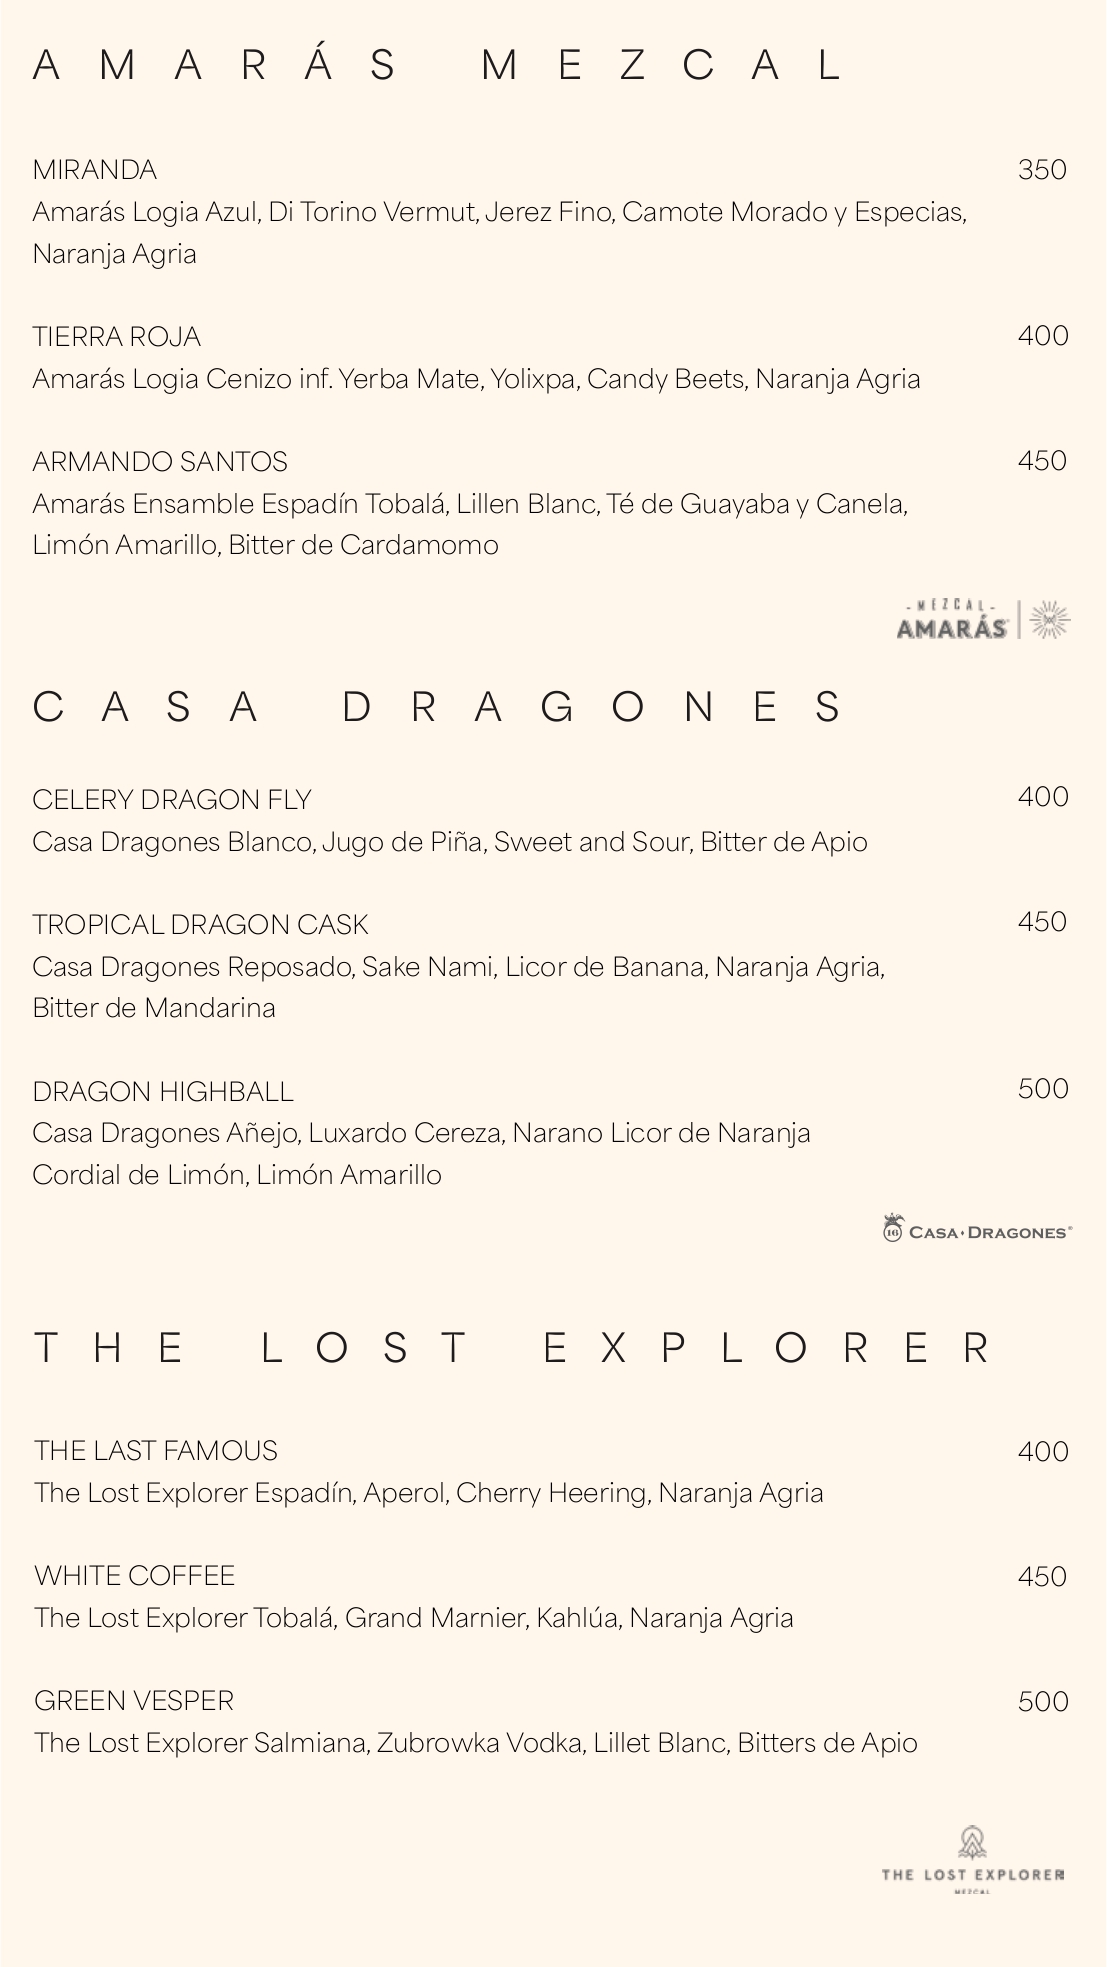 AMARÁS MEZCAL
MIRANDA 350
Amarás Logia Azul, Di Torino Vermut, Jerez Fino, Camote Morado y Especias,
Naranja Agria
TIERRA ROJA 400
Amarás Logia Cenizo inf. Yerba Mate, Yolixpa, Candy Beets, Naranja Agria
ARMANDO SANTOS 450
Amarás Ensamble Espadín Tobalá, Lillen Blanc, Té de Guayaba y Canela,
Limón Amarillo, Bitter de Cardamomo
-MEZCAL-
AMARÁS
CASA DRAGONES
CELERY DRAGON FLY 400
Casa Dragones Blanco, Jugo de Piña, Sweet and Sour, Bitter de Apio
TROPICAL DRAGON CASK 450
Casa Dragones Reposado, Sake Nami, Licor de Banana, Naranja Agria,
Bitter de Mandarina
DRAGON HIGHBALL 500
Casa Dragones Añejo, Luxardo Cereza, Narano Licor de Naranja
Cordial de Limón, Limón Amarillo
16 CASA·DRAGONES®
THE LOST EXPLORER
THE LAST FAMOUS 400
The Lost Explorer Espadín, Aperol, Cherry Heering, Naranja Agria
WHITE COFFEE 450
The Lost Explorer Tobalá, Grand Marnier, Kahlúa, Naranja Agria
GREEN VESPER 500
The Lost Explorer Salmiana, Zubrowka Vodka, Lillet Blanc, Bitters de Apio
THE LOST EXPLORER
MEZCAL